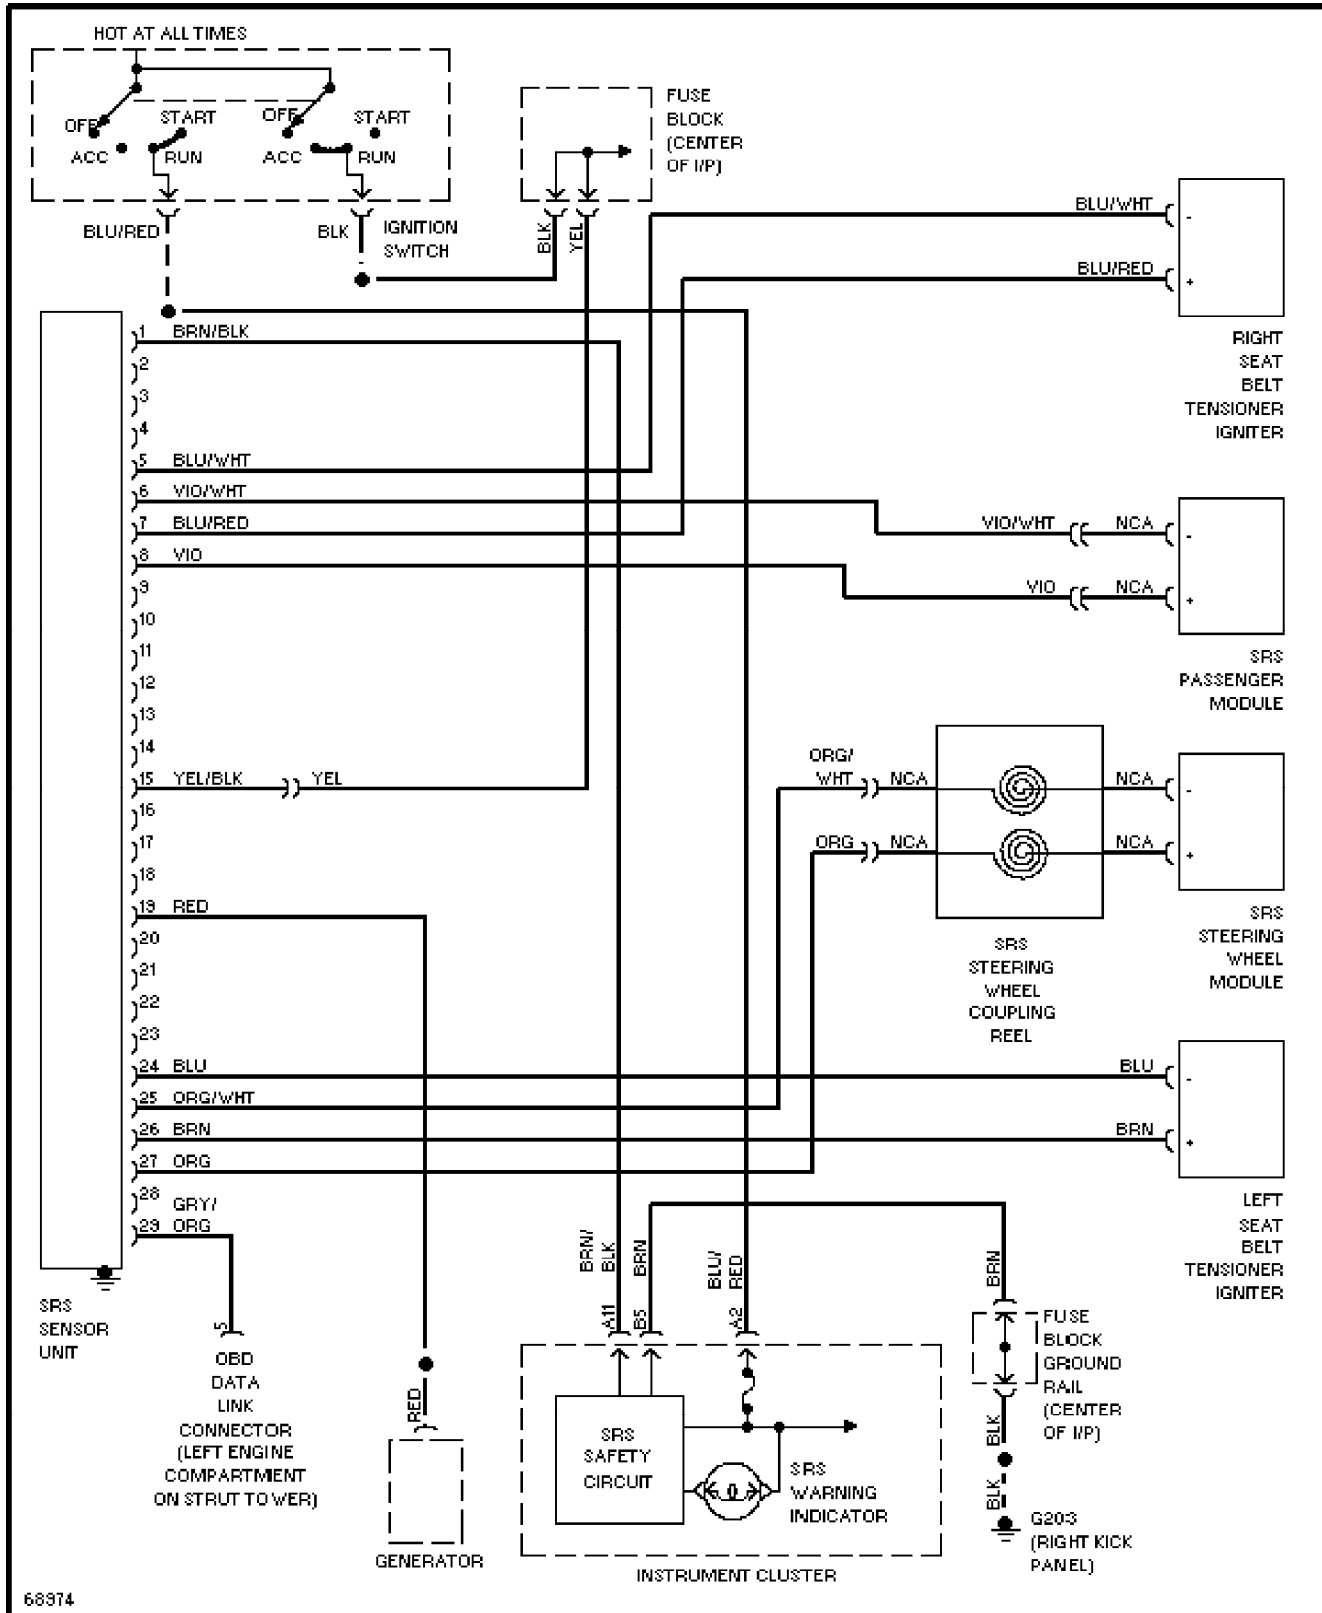 HOT AT ALL TIMES
OFF
START
ACC
RUN
OFF
START
ACC
RUN
BLU/RED
BLK
IGNITION
SWITCH
FUSE
BLOCK
(CENTER
OF I/P)
BLK
YEL
BLU/WHT
-
BLU/RED
+
RIGHT
SEAT
BELT
TENSIONER
IGNITER
1 BRN/BLK
2
3
4
5 BLU/WHT
6 VIO/WHT
7 BLU/RED
8 VIO
9
10
11
12
13
14
15 YEL/BLK YEL
16
17
18
19 RED
20
21
22
23
24 BLU
25 ORG/WHT
26 BRN
27 ORG
28
GRY/
29 ORG
SRS
SENSOR
UNIT
VIO/WHT NCA -
VIO NCA +
SRS
PASSENGER
MODULE
ORG/
WHT NCA
ORG NCA
NCA -
NCA +
SRS
STEERING
WHEEL
COUPLING
REEL
SRS
STEERING
WHEEL
MODULE
BLU -
BRN +
LEFT
SEAT
BELT
TENSIONER
IGNITER
5
OBD
DATA
LINK
CONNECTOR
(LEFT ENGINE
COMPARTMENT
ON STRUT TOWER)
RED
GENERATOR
BRN/
BLK
BRN
BLU/
RED
A11
B5
A2
SRS
SAFETY
CIRCUIT
SRS
WARNING
INDICATOR
INSTRUMENT CLUSTER
BRN
FUSE
BLOCK
GROUND
RAIL
(CENTER
OF I/P)
BLK
BLK
G203
(RIGHT KICK
PANEL)
68974